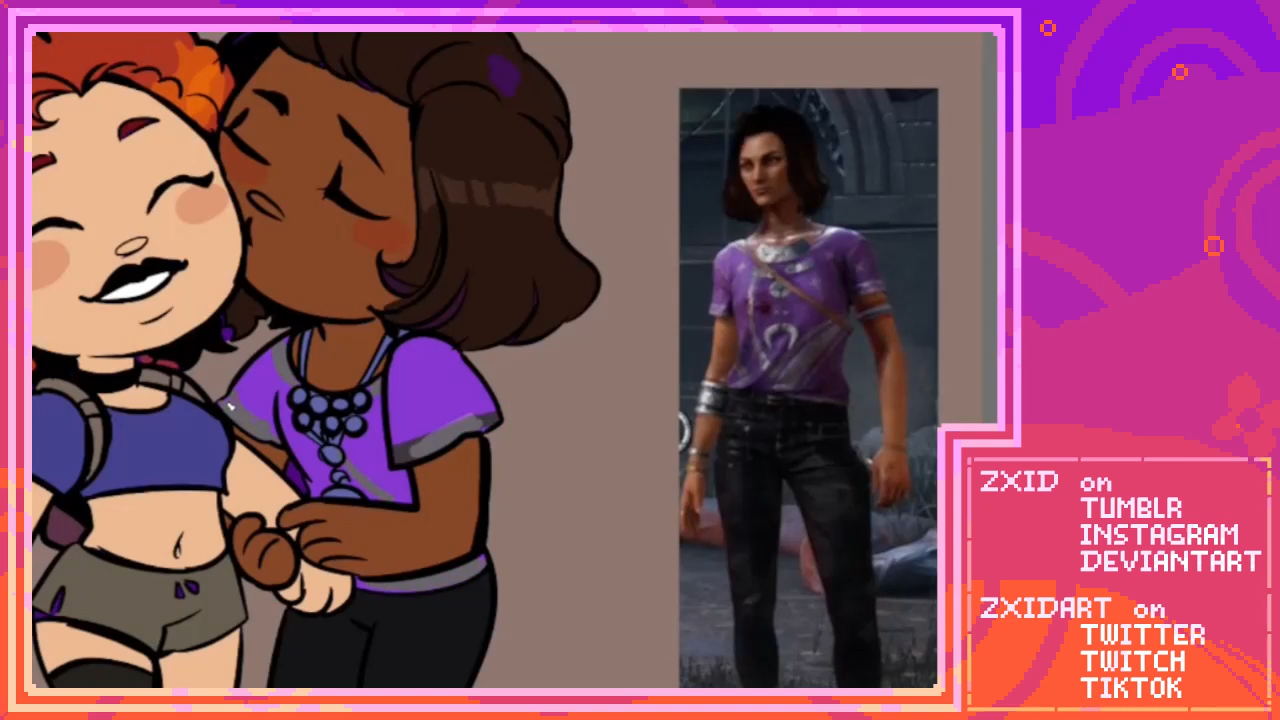 ZXID on
TUMBLR
INSTAGRAM
DEVIANTART
ZXIDART on
TWITTER
TWITCH
TIKTOK